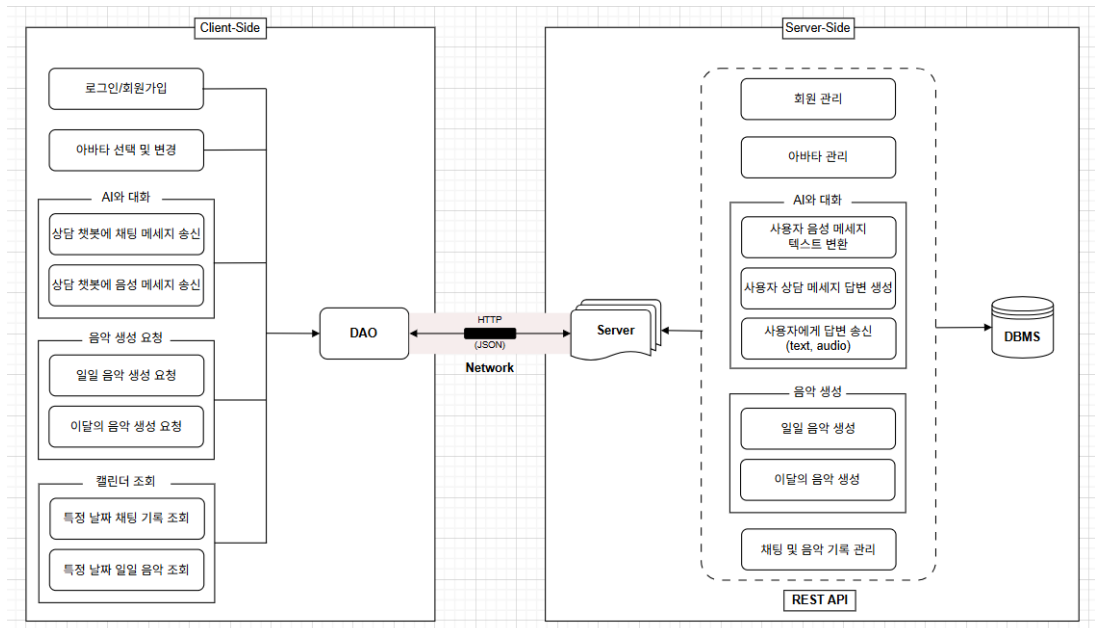 Client-Side
로그인/회원가입
아바타 선택 및 변경
AI와 대화
상담 챗봇에 채팅 메세지 송신
상담 챗봇에 음성 메세지 송신
음악 생성 요청
일일 음악 생성 요청
이달의 음악 생성 요청
캘린더 조회
특정 날짜 채팅 기록 조회
특정 날짜 일일 음악 조회
DAO
HTTP
(JSON)
Network
Server-Side
Server
회원 관리
아바타 관리
AI와 대화
사용자 음성 메세지
텍스트 변환
사용자 상담 메세지 답변 생성
사용자에게 답변 송신
(text, audio)
음악 생성
일일 음악 생성
이달의 음악 생성
채팅 및 음악 기록 관리
REST API
DBMS